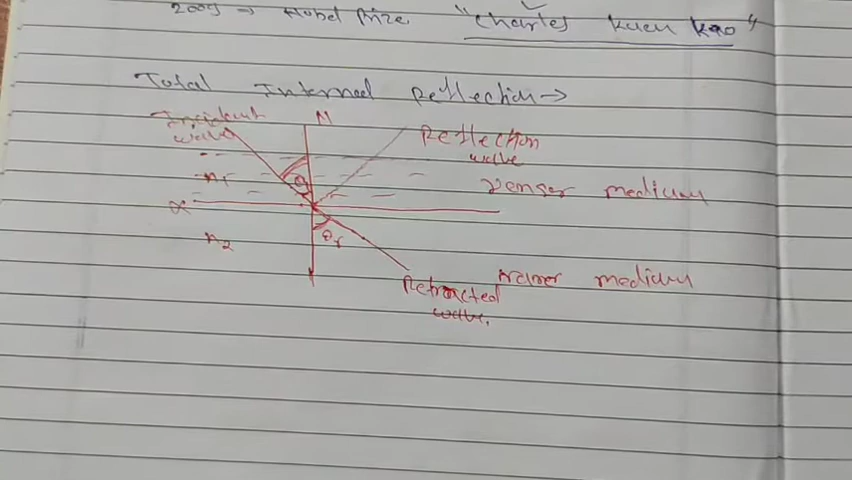 2009 → Nobel Prize "Charles Kuen Kao"
Total Internal Reflection →
Incident
wave
N
Reflection
wave
n1
θi
Denser medium
x
n2
θr
Rarer medium
Refracted
wave.